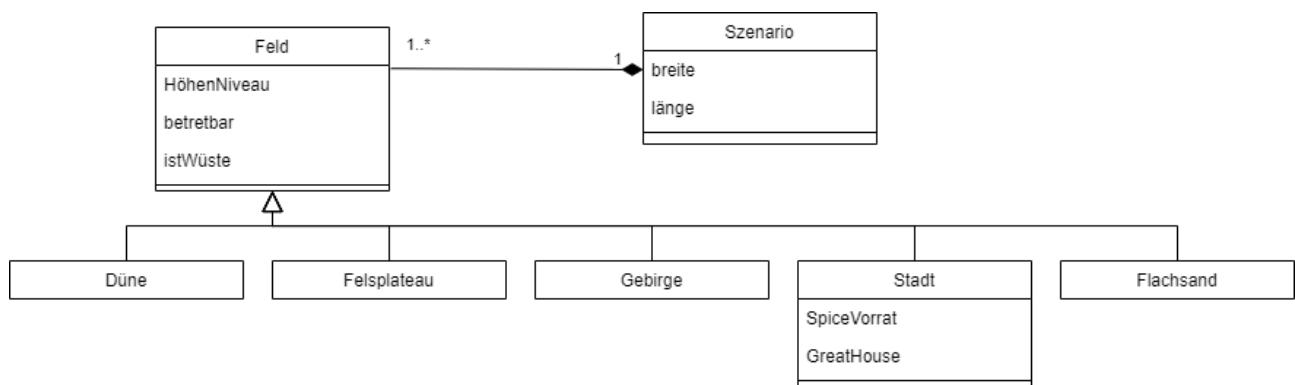 Feld
HöhenNiveau
betretbar
istWüste
1..*
1
Szenario
breite
länge
Düne
Felsplateau
Gebirge
Stadt
SpiceVorrat
GreatHouse
Flachsand